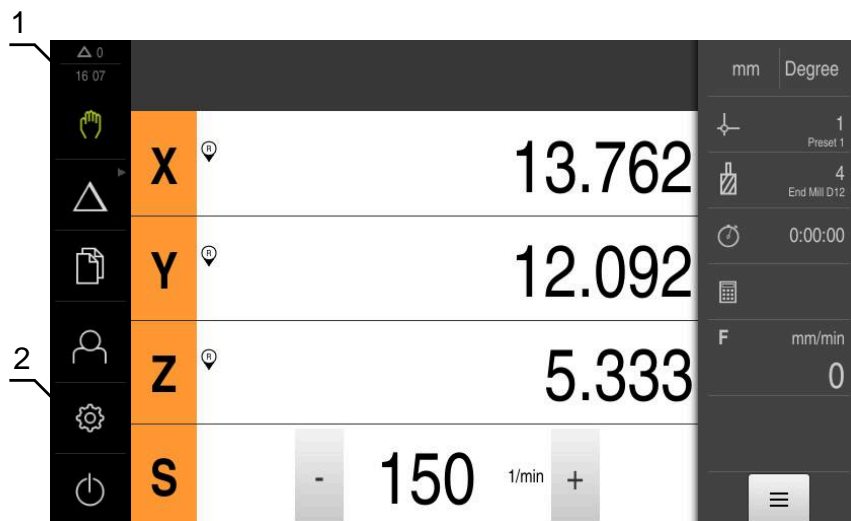 1
△ 0
16 07
mm Degree
1
Preset 1
X R 13.762
4
End Mill D12
0:00:00
Y R 12.092
F mm/min
0
2
Z R 5.333
S - 150 1/min +